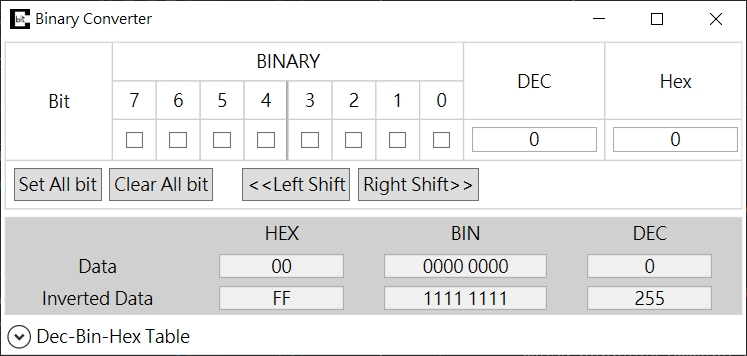 bit Binary Converter
BINARY
DEC
Hex
Bit
7 6 5 4 3 2 1 0
0 0
Set All bit Clear All bit <<Left Shift Right Shift>>
HEX BIN DEC
Data 00 0000 0000 0
Inverted Data FF 1111 1111 255
Dec-Bin-Hex Table